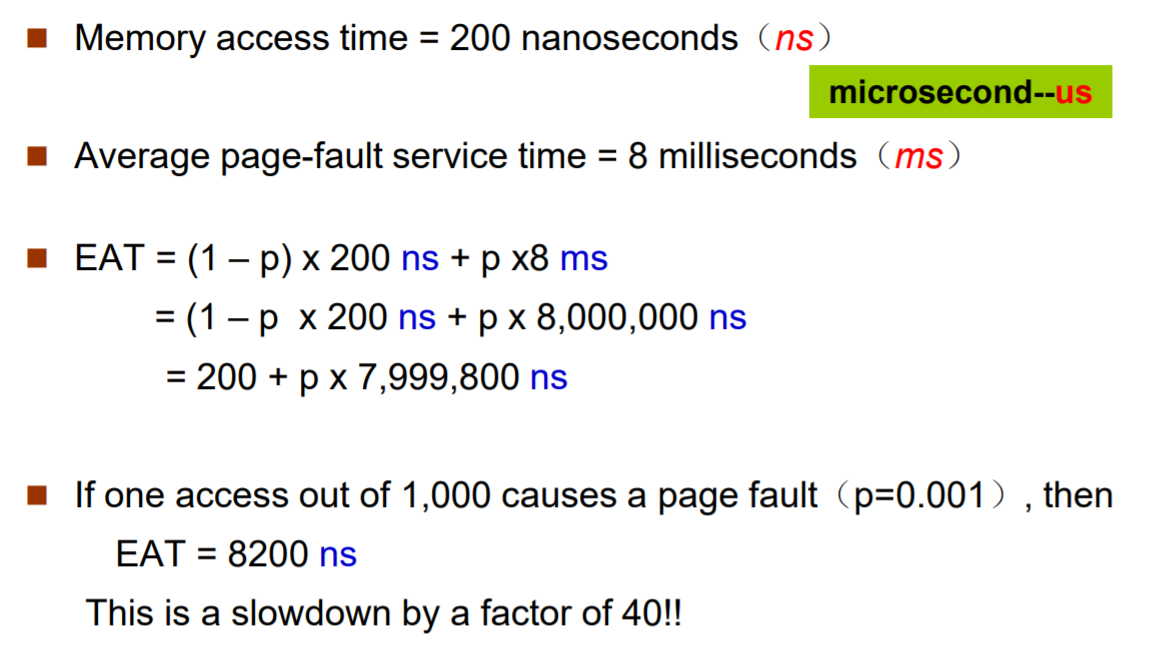 Memory access time = 200 nanoseconds（ns）
microsecond--us
Average page-fault service time = 8 milliseconds（ms）
EAT = (1 – p) x 200 ns + p x8 ms
= (1 – p  x 200 ns + p x 8,000,000 ns
= 200 + p x 7,999,800 ns
If one access out of 1,000 causes a page fault（p=0.001）, then
EAT = 8200 ns
This is a slowdown by a factor of 40!!